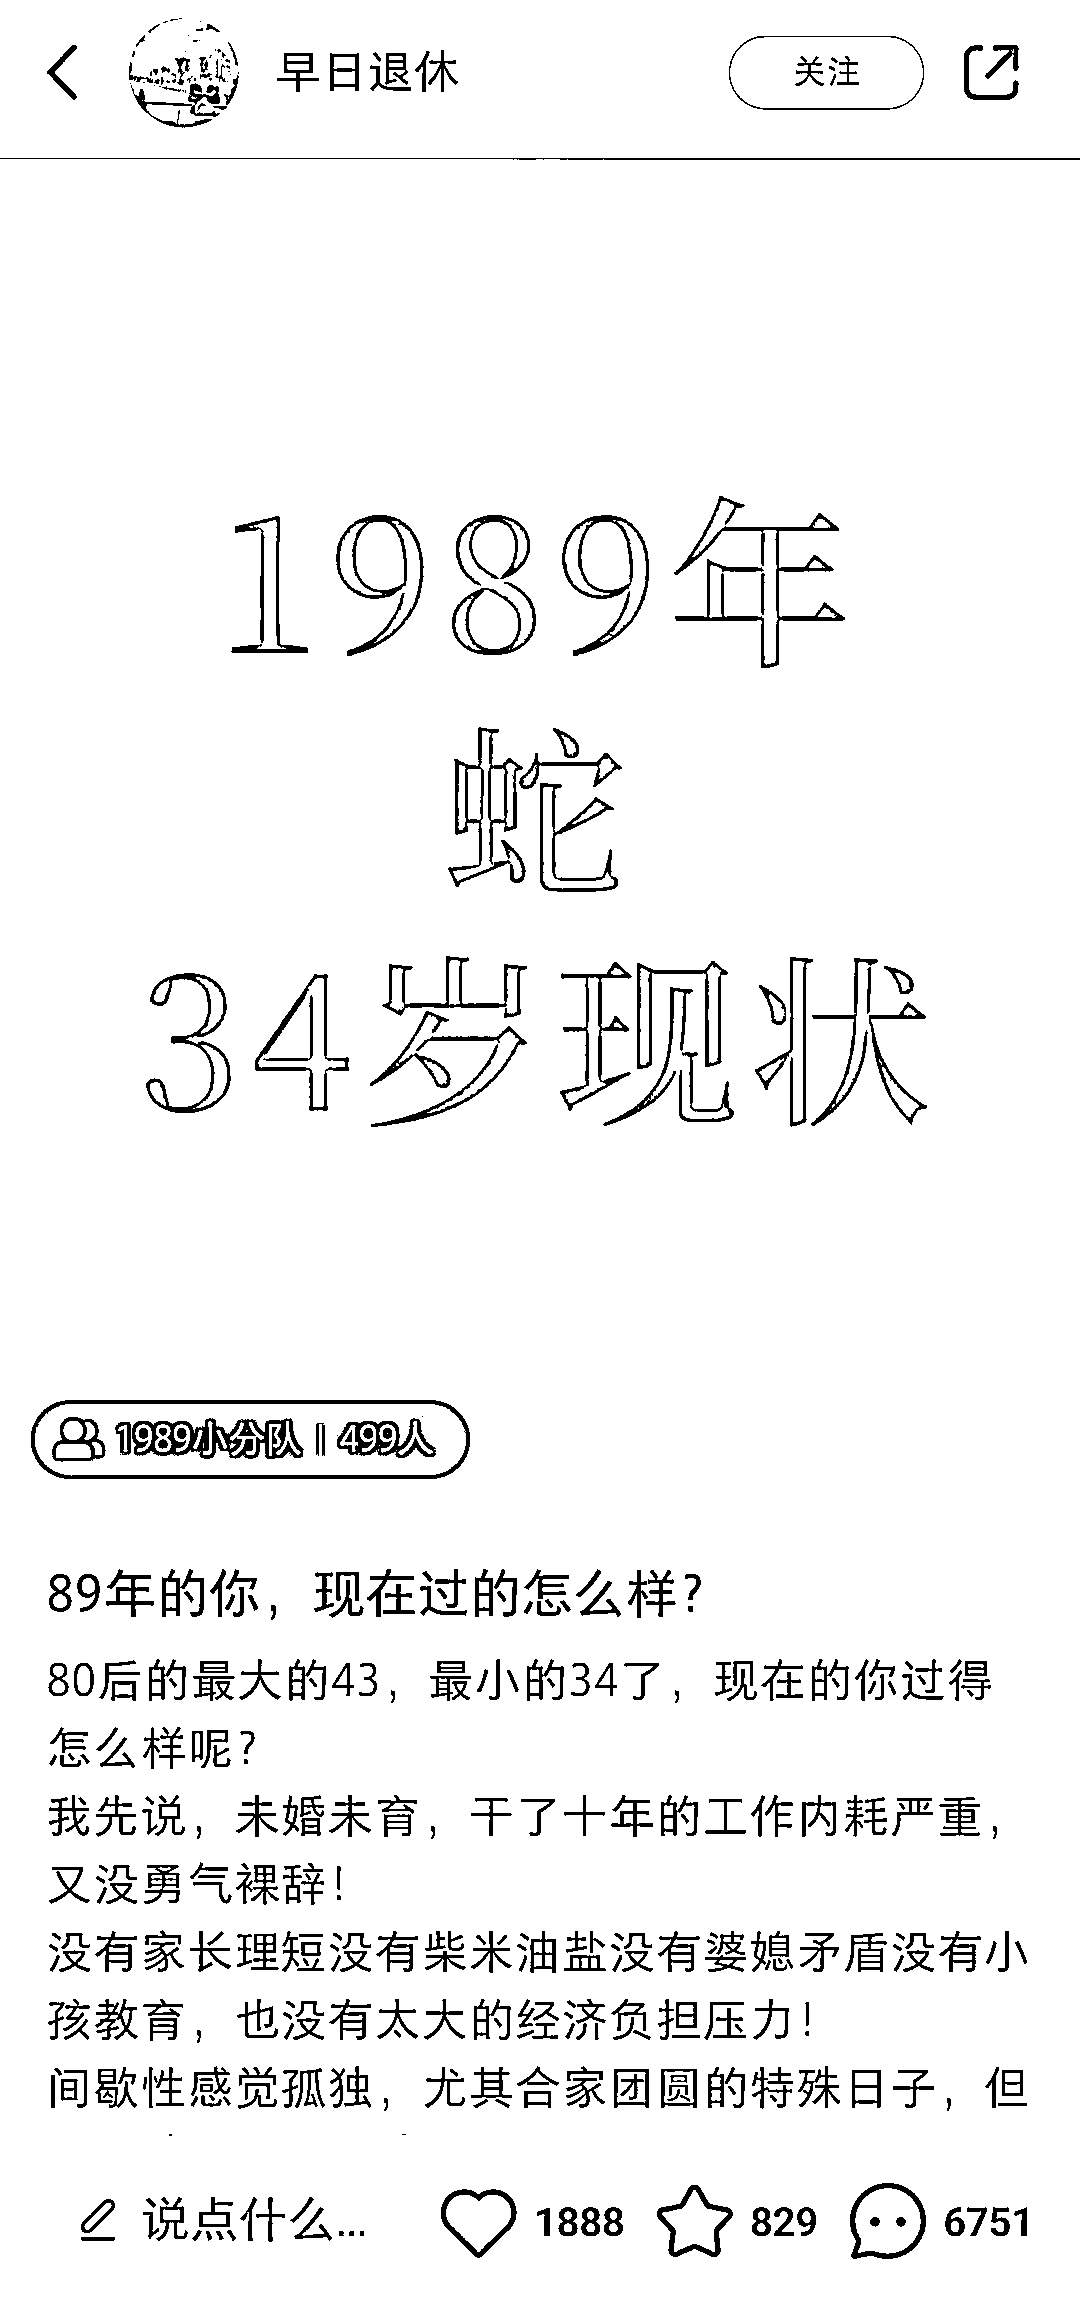 早日退休
关注
1989年
蛇
34岁现状
1989小分队 | 499人
89年的你，现在过的怎么样？
80后的最大的43，最小的34了，现在的你过得
怎么样呢？
我先说，未婚未育，干了十年的工作内耗严重，
又没勇气裸辞！
没有家长理短没有柴米油盐没有婆媳矛盾没有小
孩教育，也没有太大的经济负担压力！
间歇性感觉孤独，尤其合家团圆的特殊日子，但
说点什么...
1888
829
6751